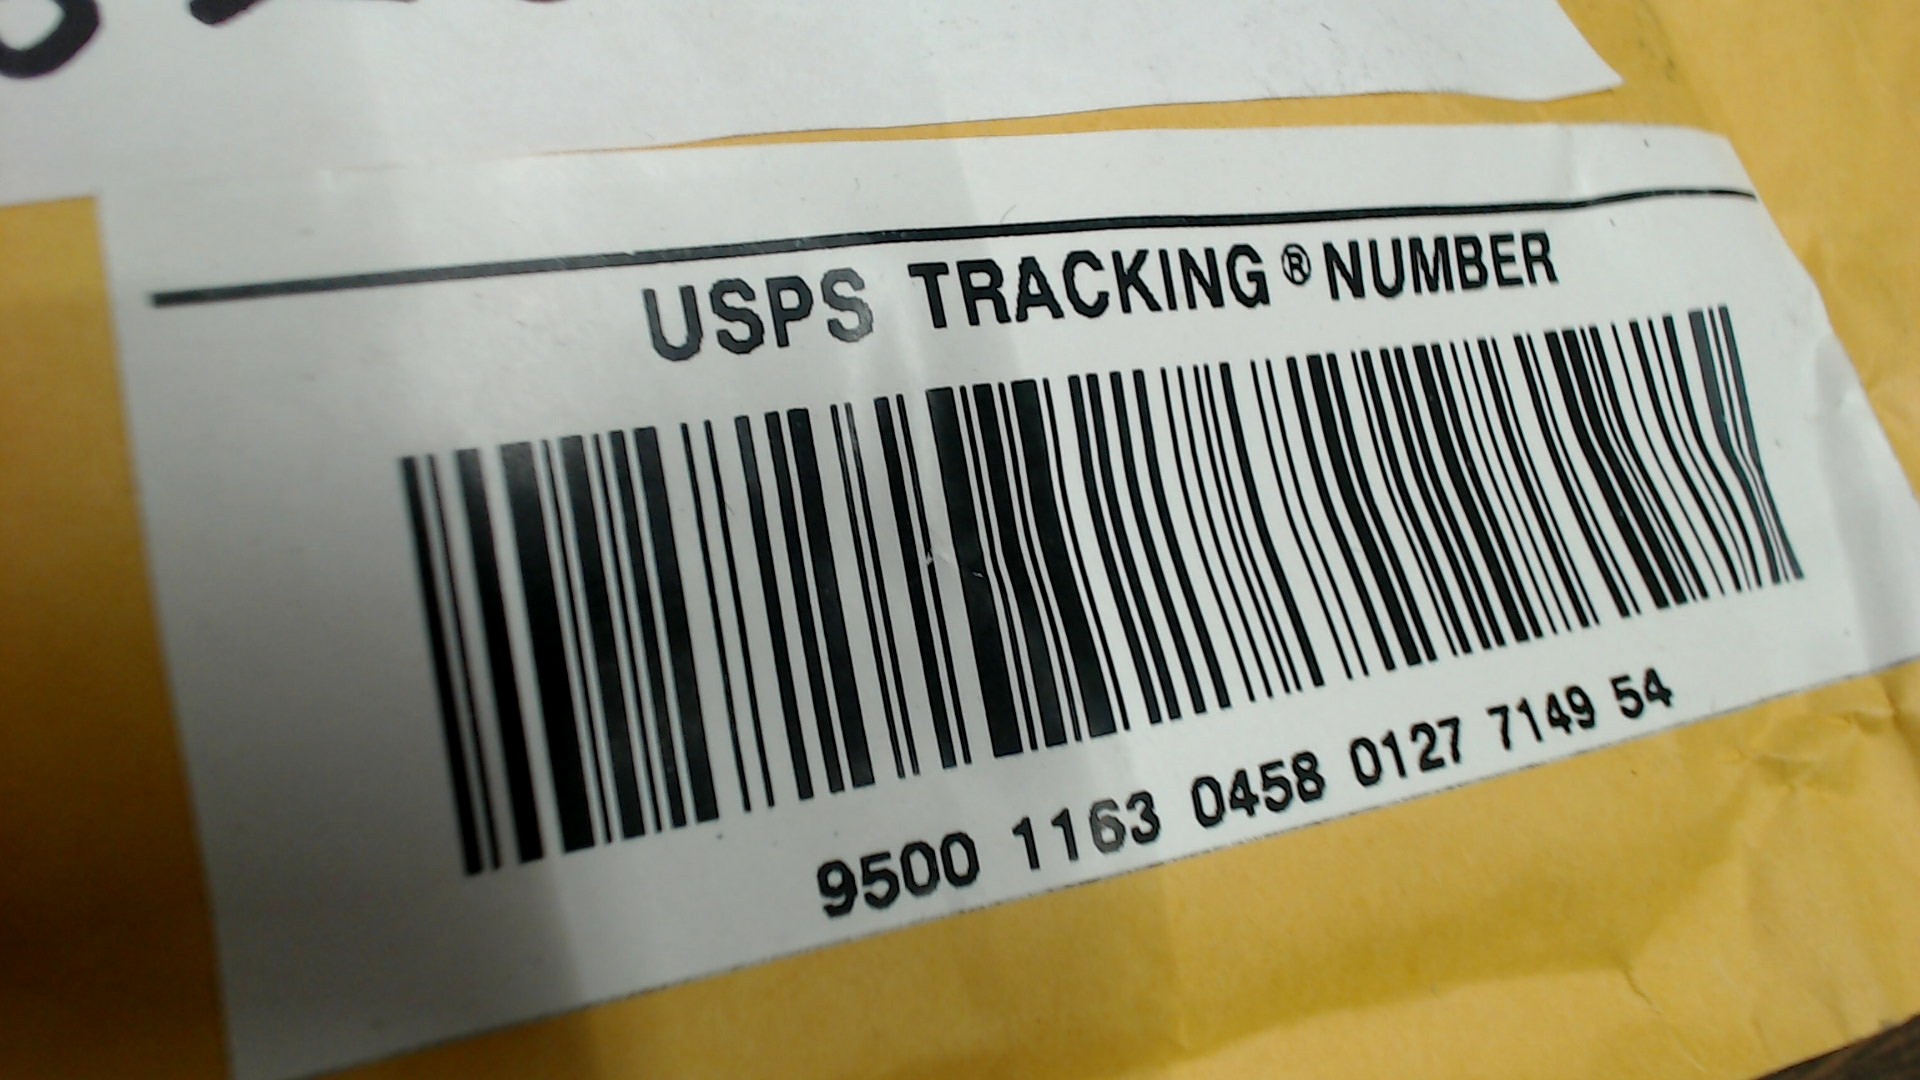 USPS TRACKING® NUMBER
9500 1163 0458 0127 7149 54